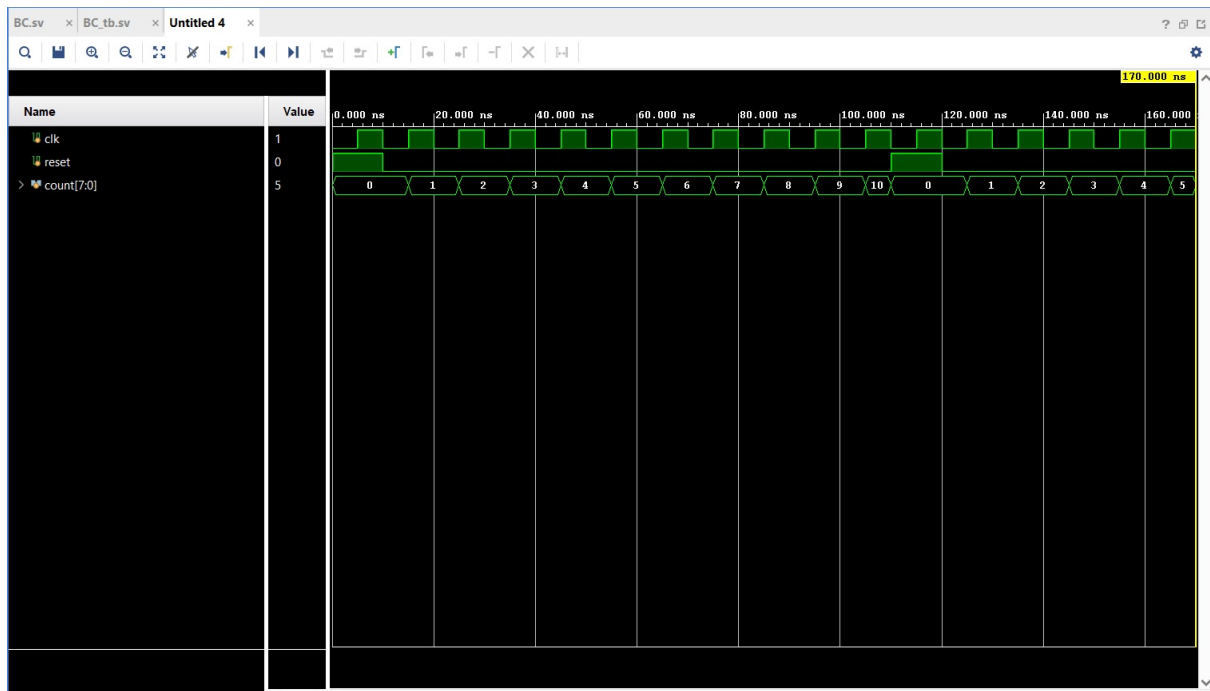 BC.sv × BC_tb.sv × Untitled 4 × ?
170.000 ns
Name Value 0.000 ns 20.000 ns 40.000 ns 60.000 ns 80.000 ns 100.000 ns 120.000 ns 140.000 ns 160.000
clk 1
reset 0
count[7:0] 5 0 1 2 3 4 5 6 7 8 9 10 0 1 2 3 4 5